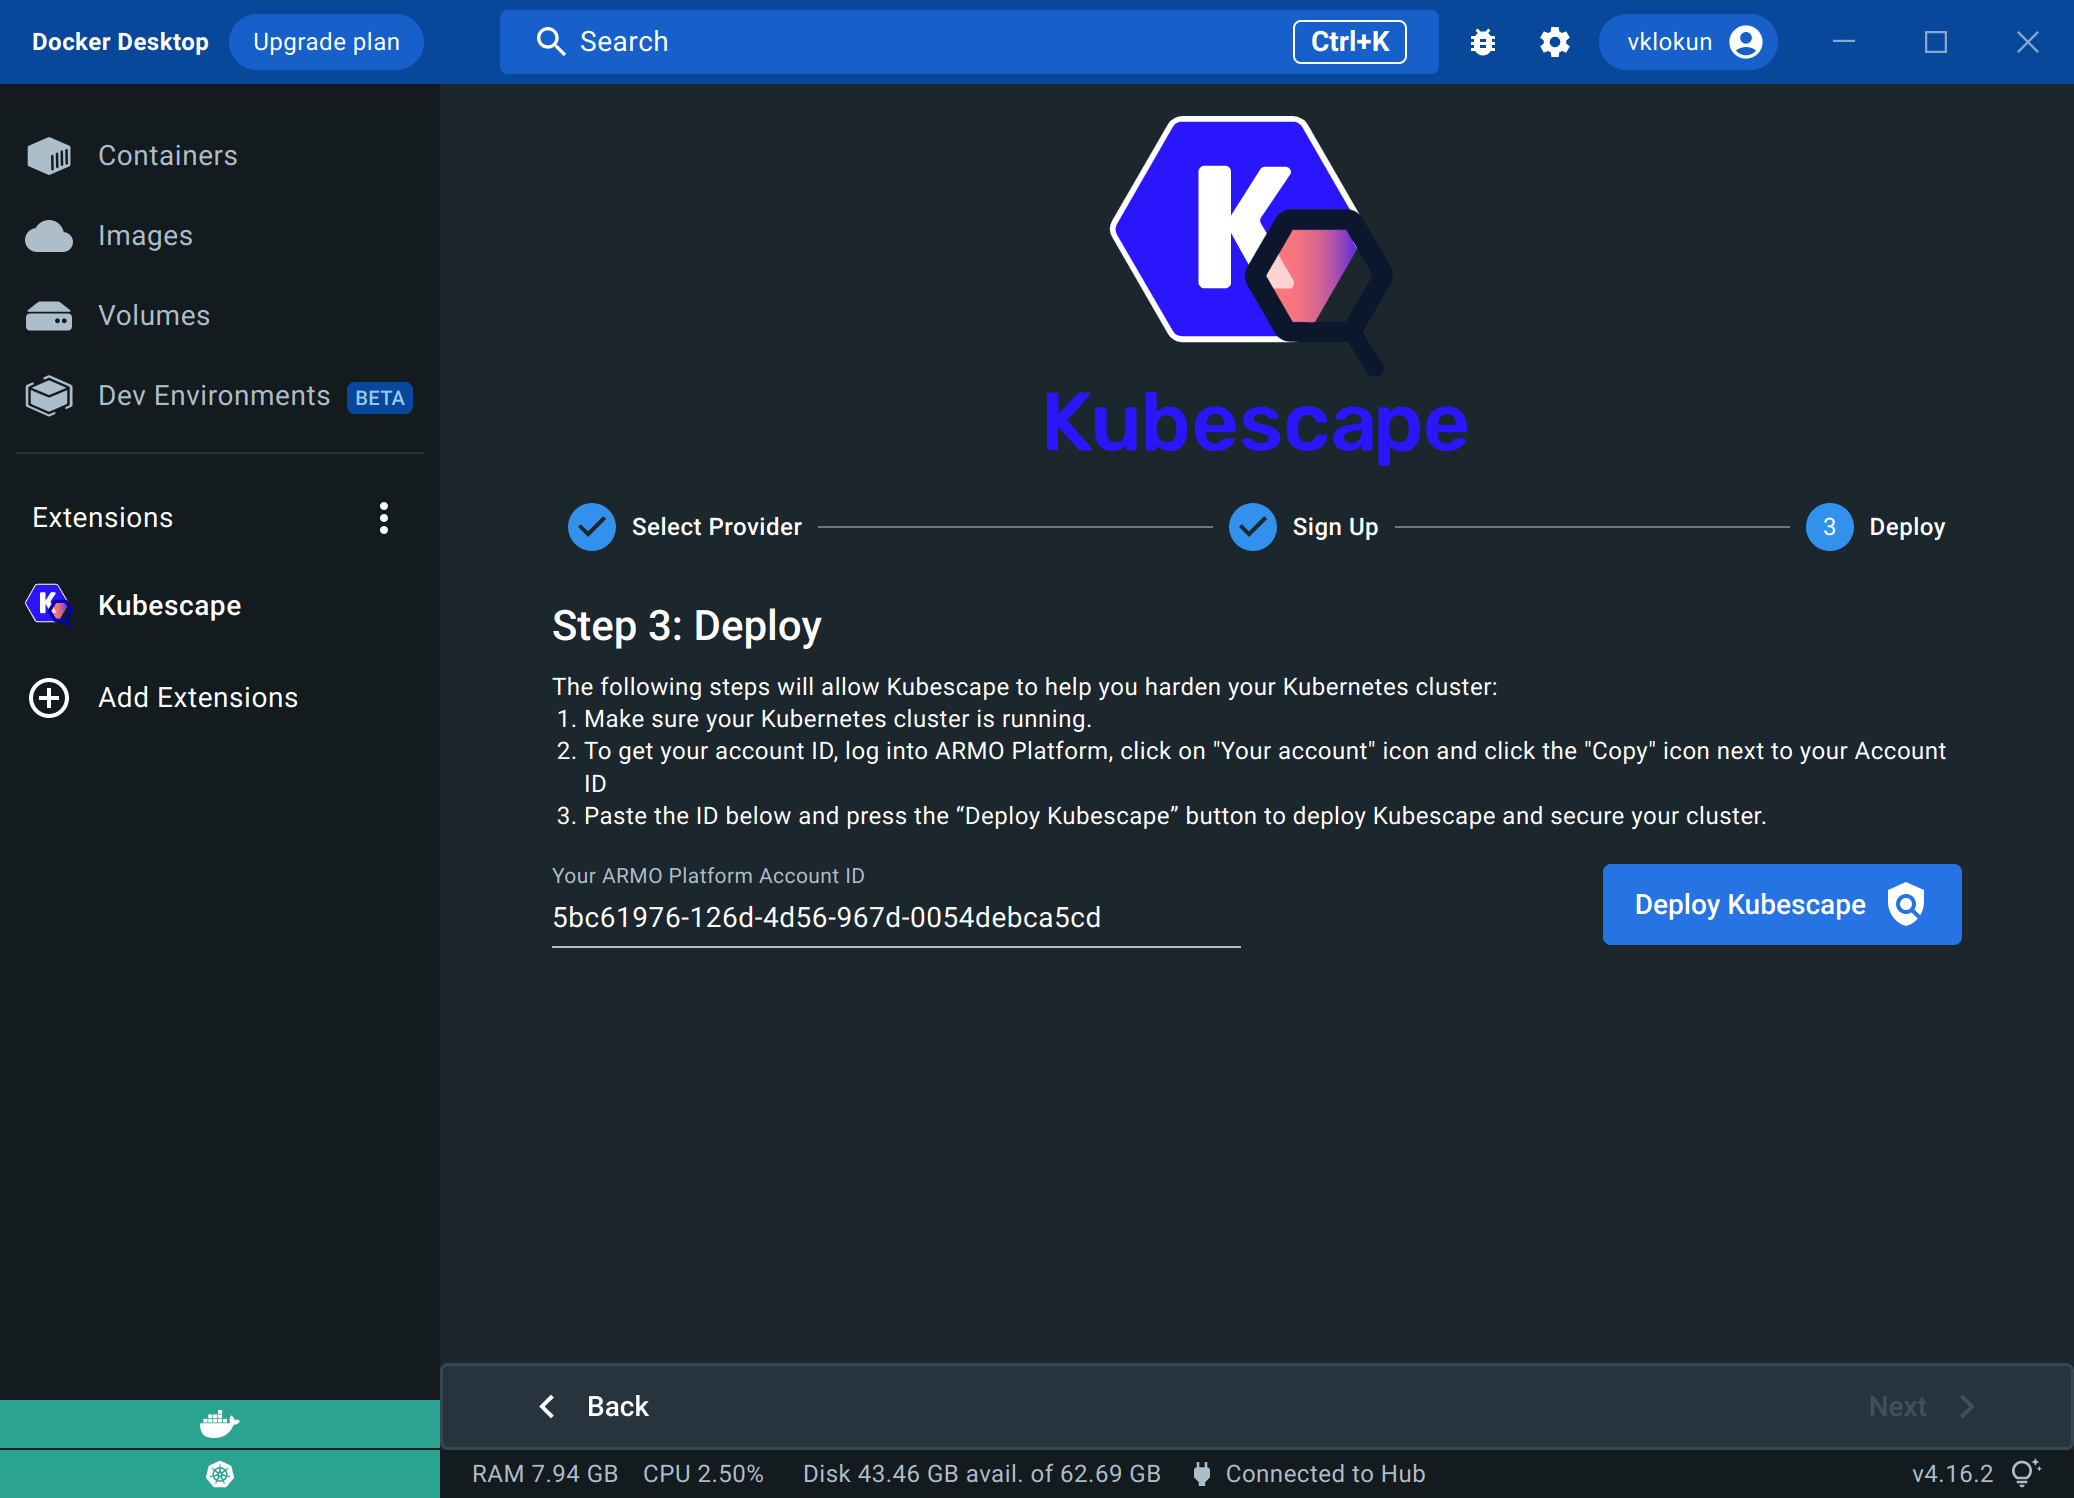 Docker Desktop
Upgrade plan
Search
Ctrl+K
vklokun
Containers
Images
Volumes
Dev Environments BETA
Extensions
Kubescape
Add Extensions
K
Kubescape
Select Provider
Sign Up
3 Deploy
Step 3: Deploy
The following steps will allow Kubescape to help you harden your Kubernetes cluster:
1. Make sure your Kubernetes cluster is running.
2. To get your account ID, log into ARMO Platform, click on "Your account" icon and click the "Copy" icon next to your Account
ID
3. Paste the ID below and press the “Deploy Kubescape” button to deploy Kubescape and secure your cluster.
Your ARMO Platform Account ID
5bc61976-126d-4d56-967d-0054debca5cd
Deploy Kubescape
Back
Next
RAM 7.94 GB CPU 2.50% Disk 43.46 GB avail. of 62.69 GB Connected to Hub
v4.16.2